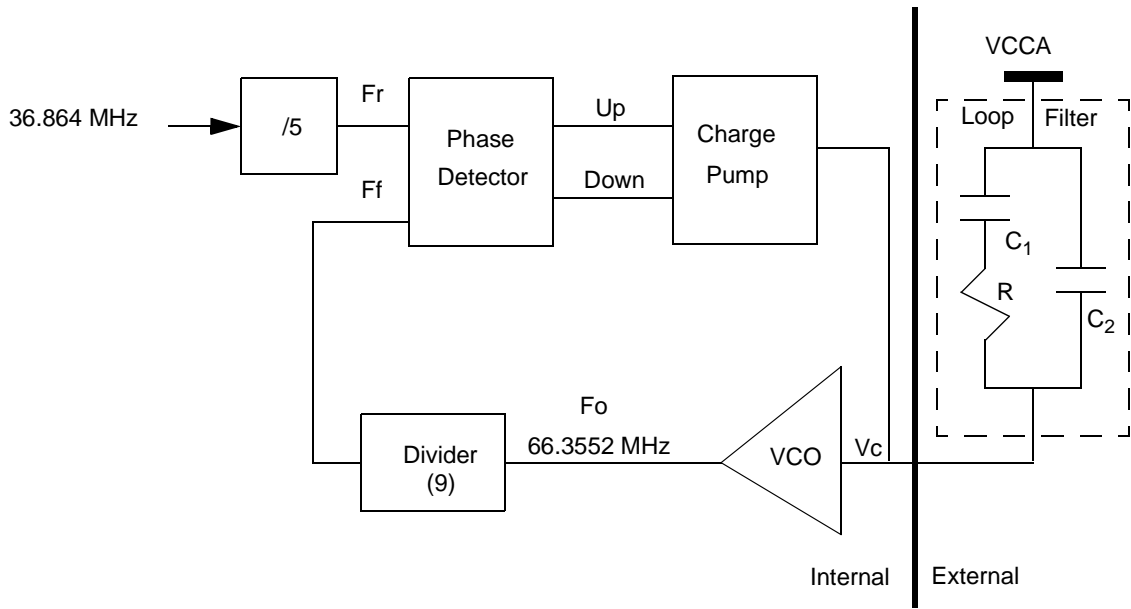 VCCA
Loop Filter
36.864 MHz
/5
Fr
Ff
Phase
Detector
Up
Down
Charge
Pump
C1
R
C2
Fo
66.3552 MHz
Divider
(9)
VCO
Vc
Internal
External